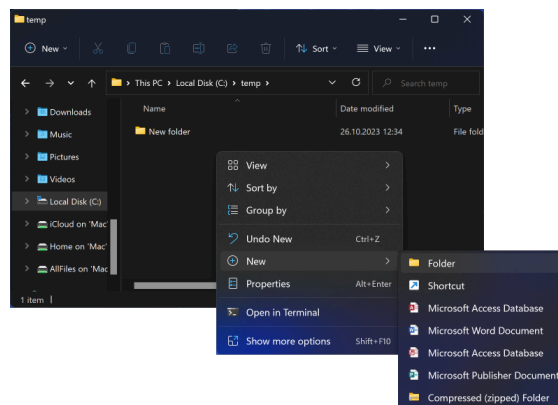 temp
New
Sort
View
This PC > Local Disk (C:) > temp >
Search temp
Name
Date modified
Type
Downloads
Music
Pictures
Videos
Local Disk (C:)
iCloud on 'Mac'
Home on 'Mac'
AllFiles on 'Mac
New folder
26.10.2023 12:34
File fold
1 item
View
Sort by
Group by
Undo New Ctrl+Z
New
Properties Alt+Enter
Open in Terminal
Show more options Shift+F10
Folder
Shortcut
Microsoft Access Database
Microsoft Word Document
Microsoft Access Database
Microsoft Publisher Document
Compressed (zipped) Folder